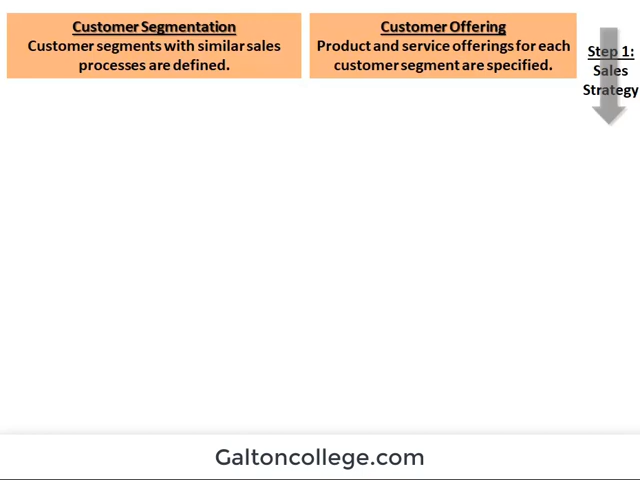 Customer Segmentation
Customer segments with similar sales
processes are defined.
Customer Offering
Product and service offerings for each
customer segment are specified.
Step 1:
Sales
Strategy
Galtoncollege.com